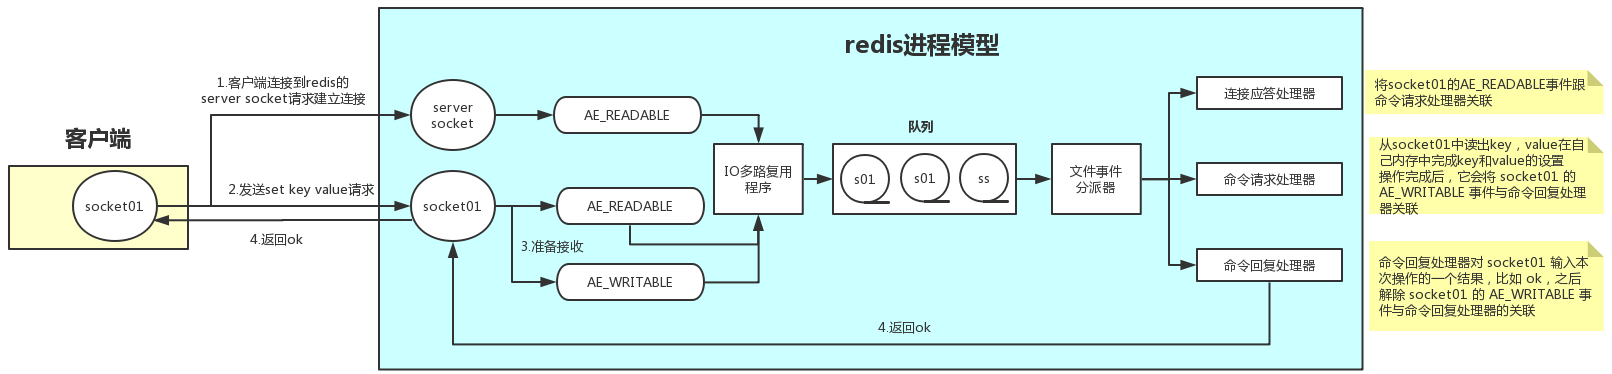 redis进程模型
1.客户端连接到redis的
server socket请求建立连接
客户端
socket01
2.发送set key value请求
4.返回ok
server
socket
AE_READABLE
socket01
AE_READABLE
3.准备接收
AE_WRITABLE
IO多路复用
程序
队列
s01
s01
ss
文件事件
分派器
连接应答处理器
命令请求处理器
命令回复处理器
4.返回ok
将socket01的AE_READABLE事件跟
命令请求处理器关联
从socket01中读出key，value在自
己内存中完成key和value的设置
操作完成后，它会将 socket01 的
AE_WRITABLE 事件与命令回复处理
器关联
命令回复处理器对 socket01 输入本
次操作的一个结果，比如 ok，之后
解除 socket01 的 AE_WRITABLE 事
件与命令回复处理器的关联